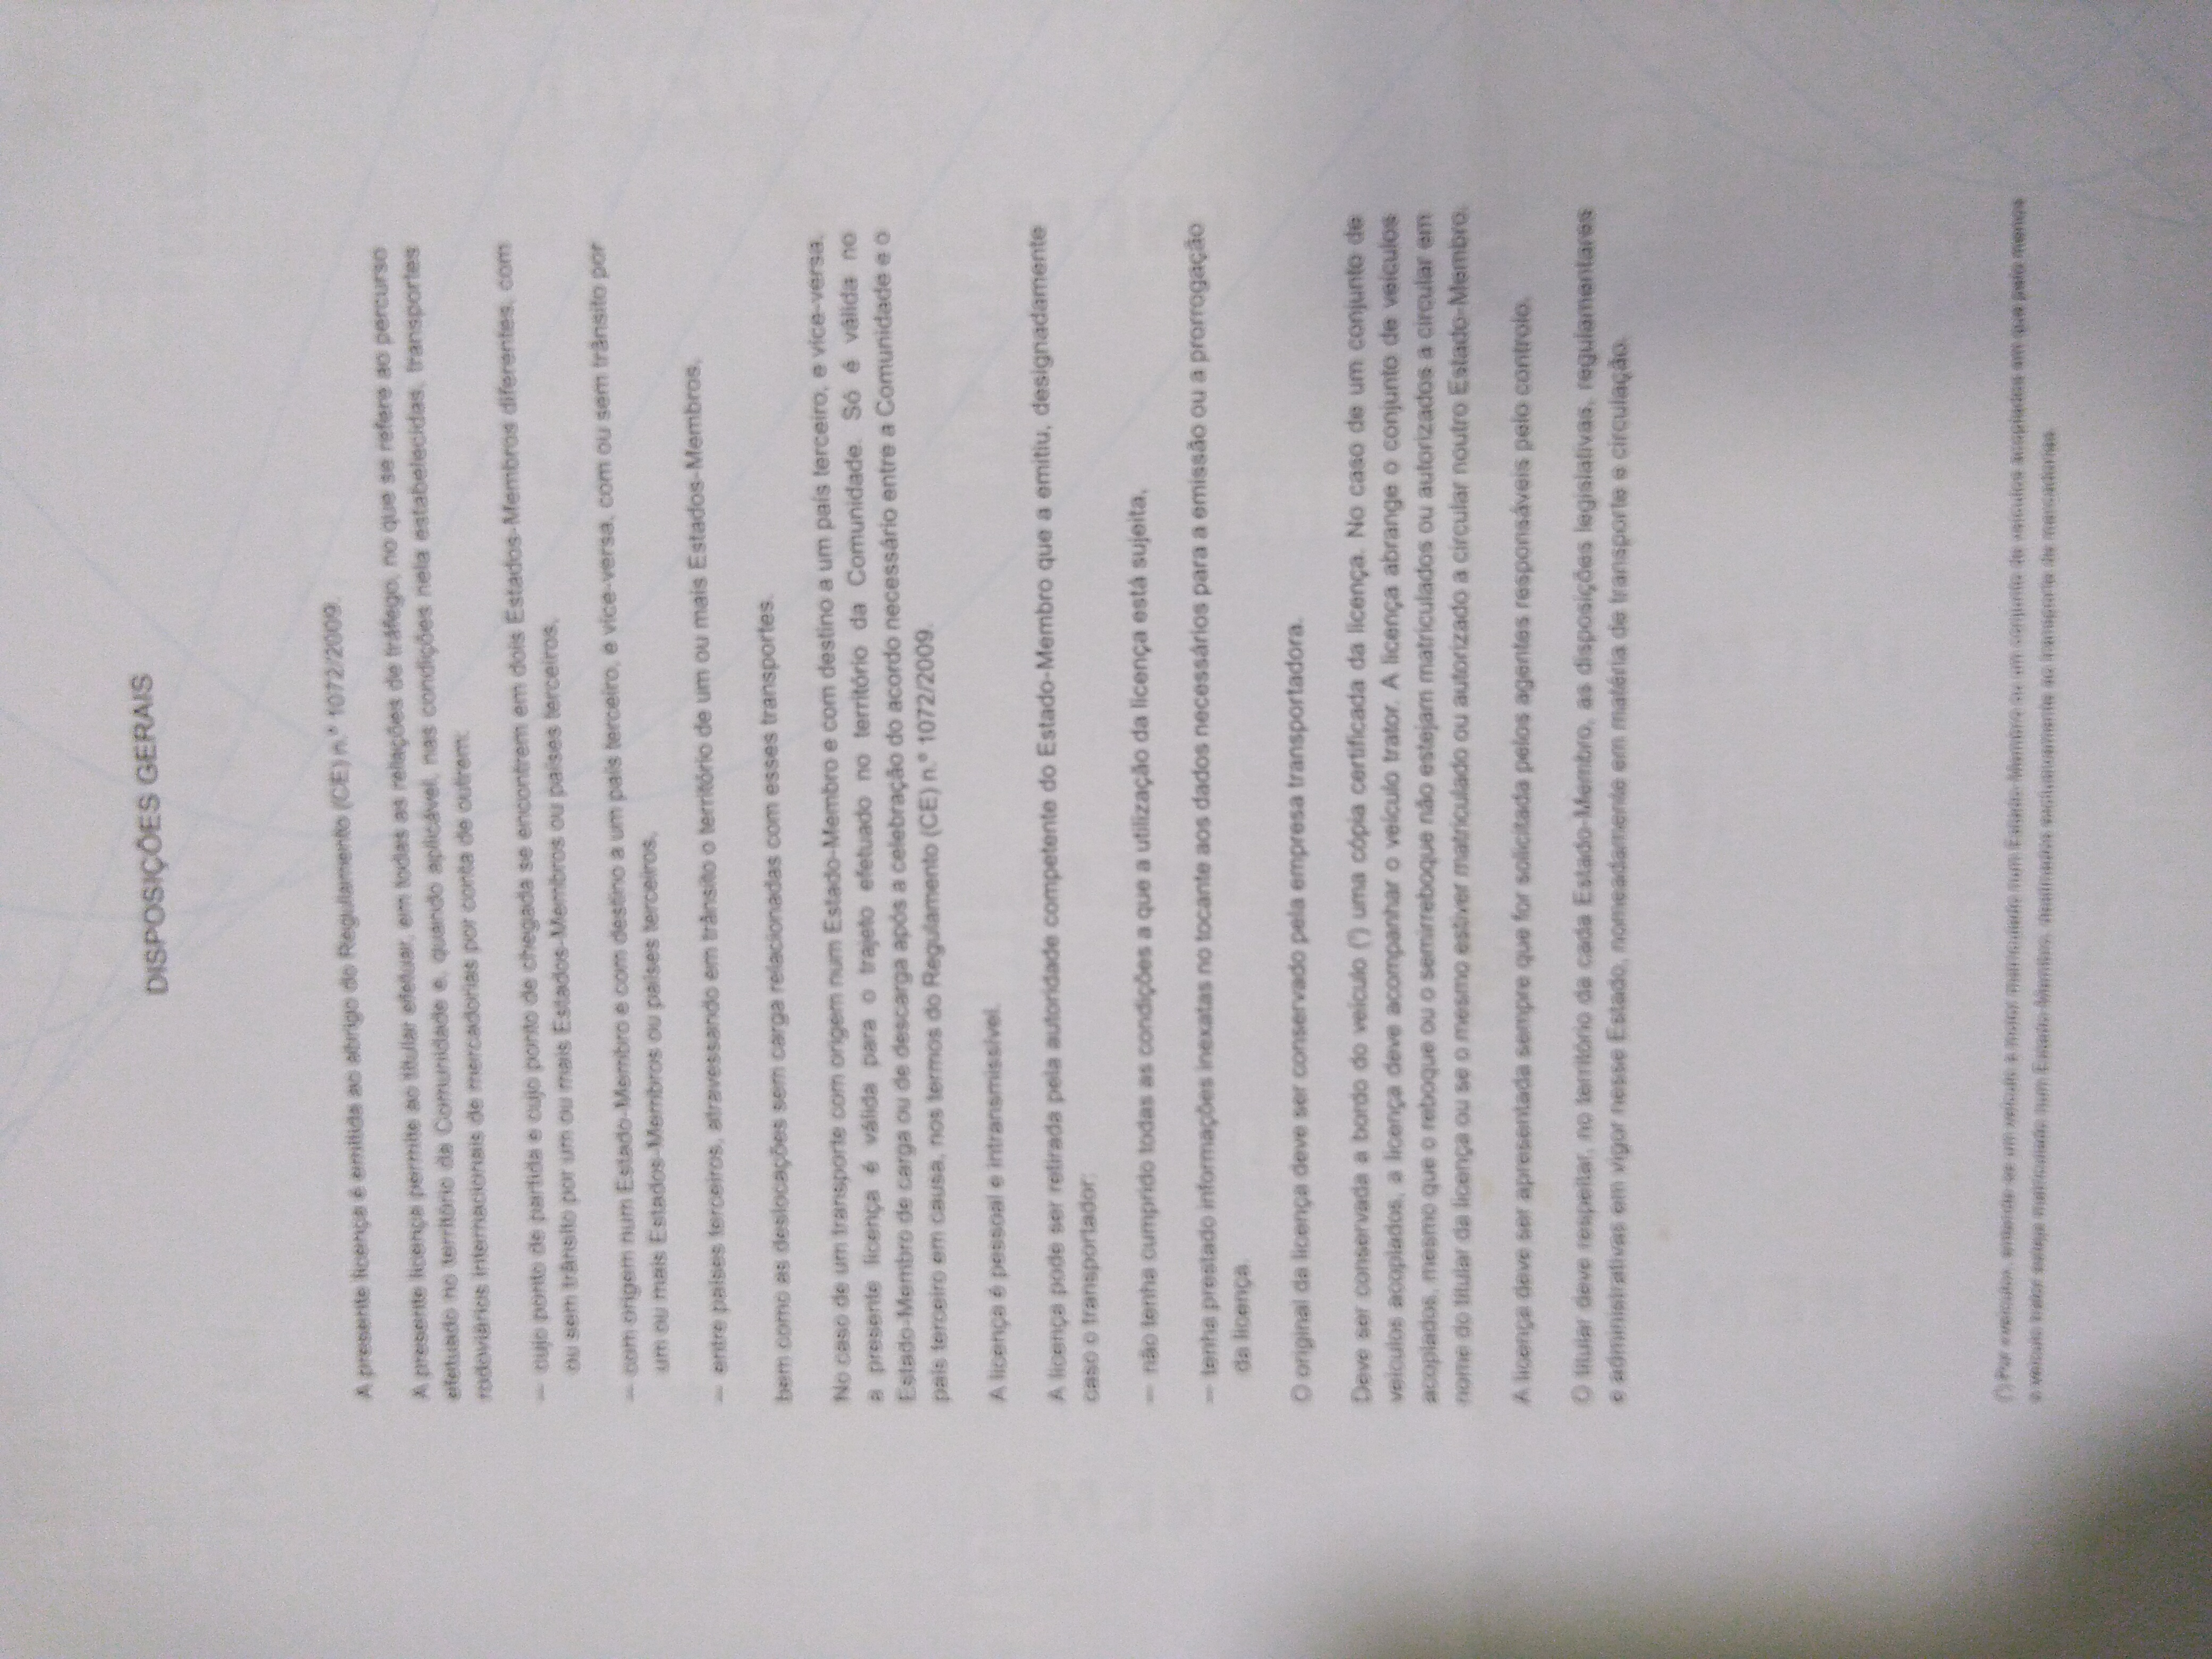 DISPOSIÇÕES GERAIS
A presente licença é emitida ao abrigo do Regulamento (CE) n.º 1072/2009.
A presente licença permite ao titular efetuar, em todas as relações de tráfego, no que se refere ao percurso
efetuado no território da Comunidade e, quando aplicável, nas condições nela estabelecidas, transportes
rodoviários internacionais de mercadorias por conta de outrem:
— cujo ponto de partida e cujo ponto de chegada se encontrem em dois Estados-Membros diferentes, com
ou sem trânsito por um ou mais Estados-Membros ou países terceiros,
— com origem num Estado-Membro e com destino a um país terceiro, e vice-versa, com ou sem trânsito por
um ou mais Estados-Membros ou países terceiros,
— entre países terceiros, atravessando em trânsito o território de um ou mais Estados-Membros,
bem como as deslocações sem carga relacionadas com esses transportes.
No caso de um transporte com origem num Estado-Membro e com destino a um país terceiro, e vice-versa,
a presente licença é válida para o trajeto efetuado no território da Comunidade. Só é válida no
Estado-Membro de carga ou de descarga após a celebração do acordo necessário entre a Comunidade e o
país terceiro em causa, nos termos do Regulamento (CE) n.º 1072/2009.
A licença é pessoal e intransmissível.
A licença pode ser retirada pela autoridade competente do Estado-Membro que a emitiu, designadamente
caso o transportador:
— não tenha cumprido todas as condições a que a utilização da licença está sujeita,
— tenha prestado informações inexatas no tocante aos dados necessários para a emissão ou a prorrogação
da licença.
O original da licença deve ser conservado pela empresa transportadora.
Deve ser conservada a bordo do veículo (¹) uma cópia certificada da licença. No caso de um conjunto de
veículos acoplados, a licença deve acompanhar o veículo trator. A licença abrange o conjunto de veículos
acoplados, mesmo que o reboque ou o semirreboque não estejam matriculados ou autorizados a circular em
nome do titular da licença ou se o mesmo estiver matriculado ou autorizado a circular noutro Estado-Membro.
A licença deve ser apresentada sempre que for solicitada pelos agentes responsáveis pelo controlo.
O titular deve respeitar, no território da cada Estado-Membro, as disposições legislativas, regulamentares
e administrativas em vigor nesse Estado, nomeadamente em matéria de transporte e circulação.
(¹) Por «veículo», entende-se um veículo a motor matriculado num Estado-Membro ou um conjunto de veículos acoplados em que pelo menos
o veículo trator esteja matriculado num Estado-Membro, destinados exclusivamente ao transporte de mercadorias.